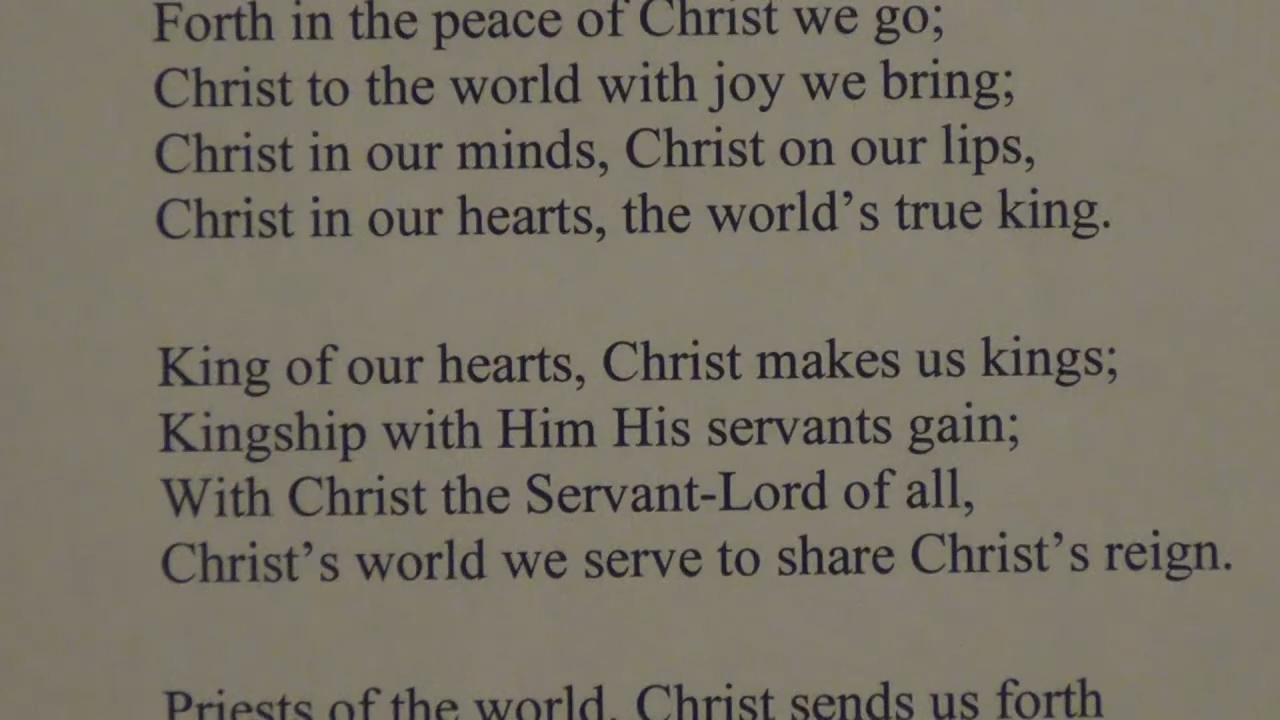 Forth in the peace of Christ we go;
Christ to the world with joy we bring;
Christ in our minds, Christ on our lips,
Christ in our hearts, the world’s true king.
King of our hearts, Christ makes us kings;
Kingship with Him His servants gain;
With Christ the Servant-Lord of all,
Christ’s world we serve to share Christ’s reign.
Priests of the world, Christ sends us forth